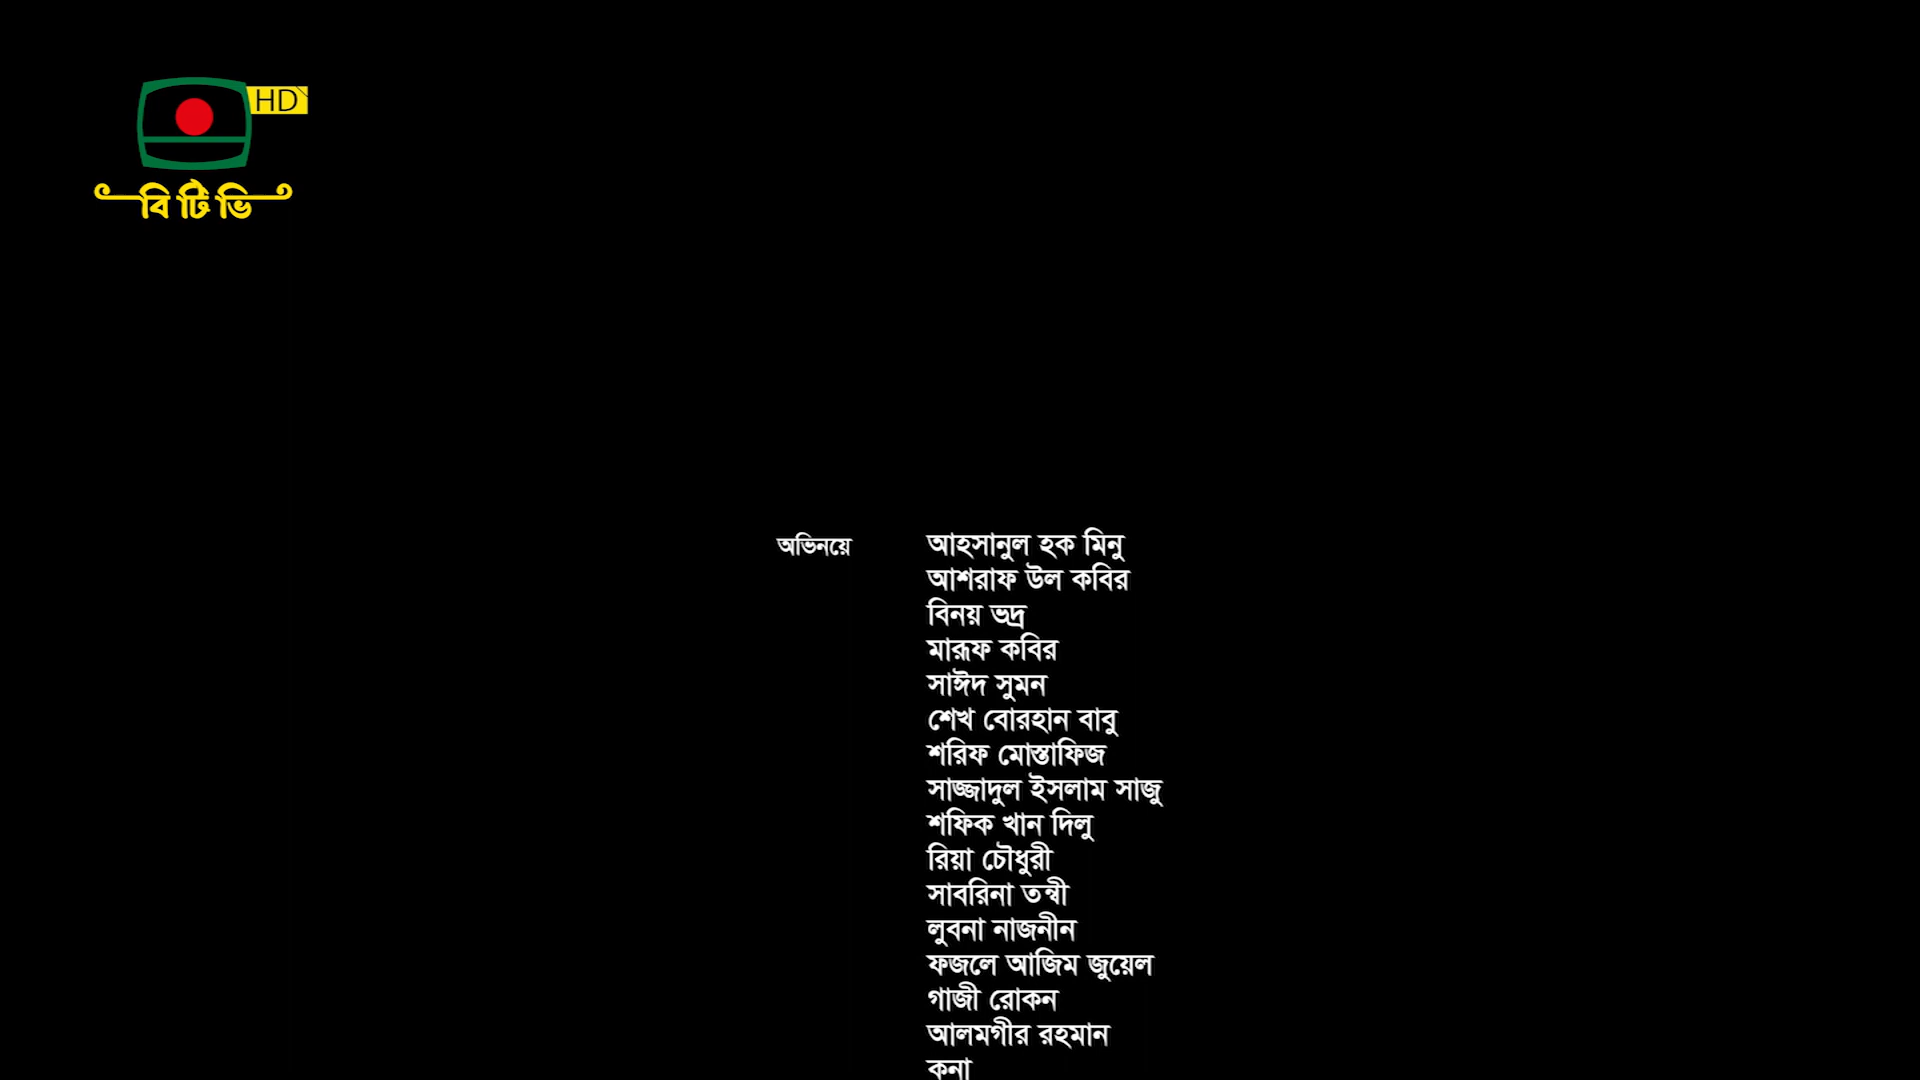 HD
বিটিভি
অভিনয়ে আহসানুল হক মিনু
আশরাফ উল কবির
বিনয় ভদ্র
মারূফ কবির
সাঈদ সুমন
শেখ বোরহান বাবু
শরিফ মোস্তাফিজ
সাজ্জাদুল ইসলাম সাজু
শফিক খান দিলু
রিয়া চৌধুরী
সাবরিনা তন্বী
লুবনা নাজনীন
ফজলে আজিম জুয়েল
গাজী রোকন
আলমগীর রহমান
কনা